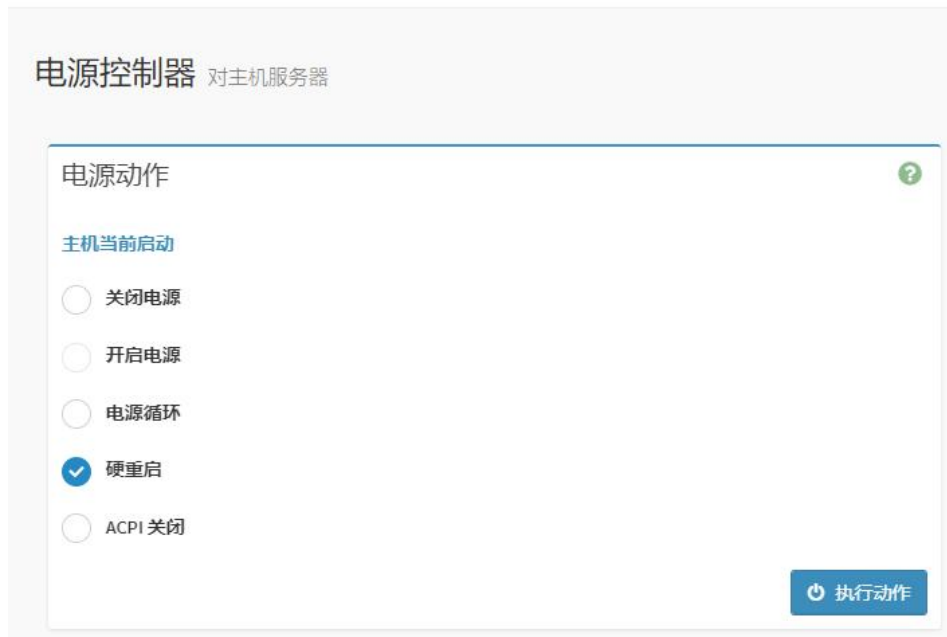 电源控制器 对主机服务器
电源动作
主机当前启动
关闭电源
开启电源
电源循环
硬重启
ACPI 关闭
执行动作